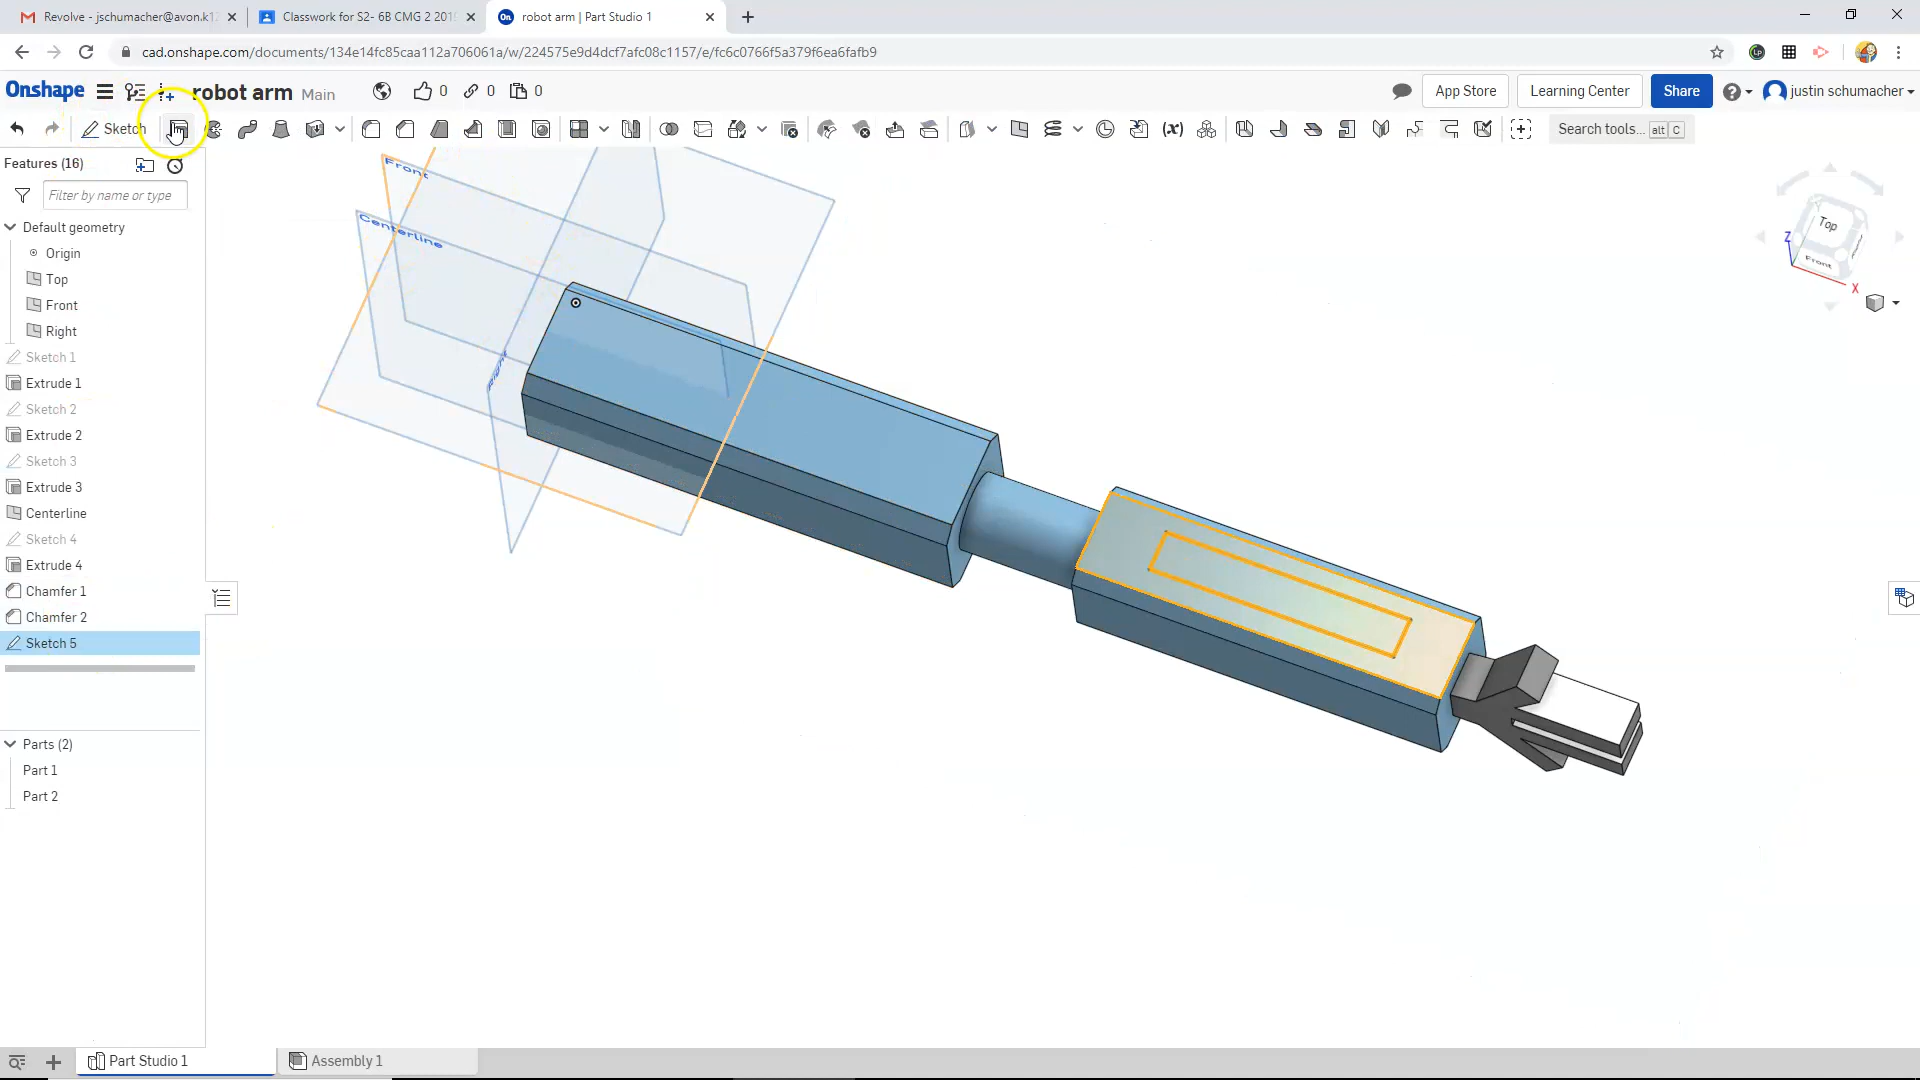 Revolve - jschumacher@avon.k12
Classwork for S2- 6B CMG 2 2019
On robot arm | Part Studio 1
cad.onshape.com/documents/134e14fc85caa112a706061a/w/224575e9d4dcf7afc08c1157/e/fc6c0766f5a379f6ea6fafb9
Onshape robot arm Main 0 0 0 App Store Learning Center Share justin schumacher
Sketch Search tools... alt C
Features (16)
Filter by name or type
Default geometry
Origin
Top
Front
Right
Sketch 1
Extrude 1
Sketch 2
Extrude 2
Sketch 3
Extrude 3
Centerline
Sketch 4
Extrude 4
Chamfer 1
Chamfer 2
Sketch 5
Parts (2)
Part 1
Part 2
Front
Centerline
Right
Top
Front
Z
X
Part Studio 1
Assembly 1